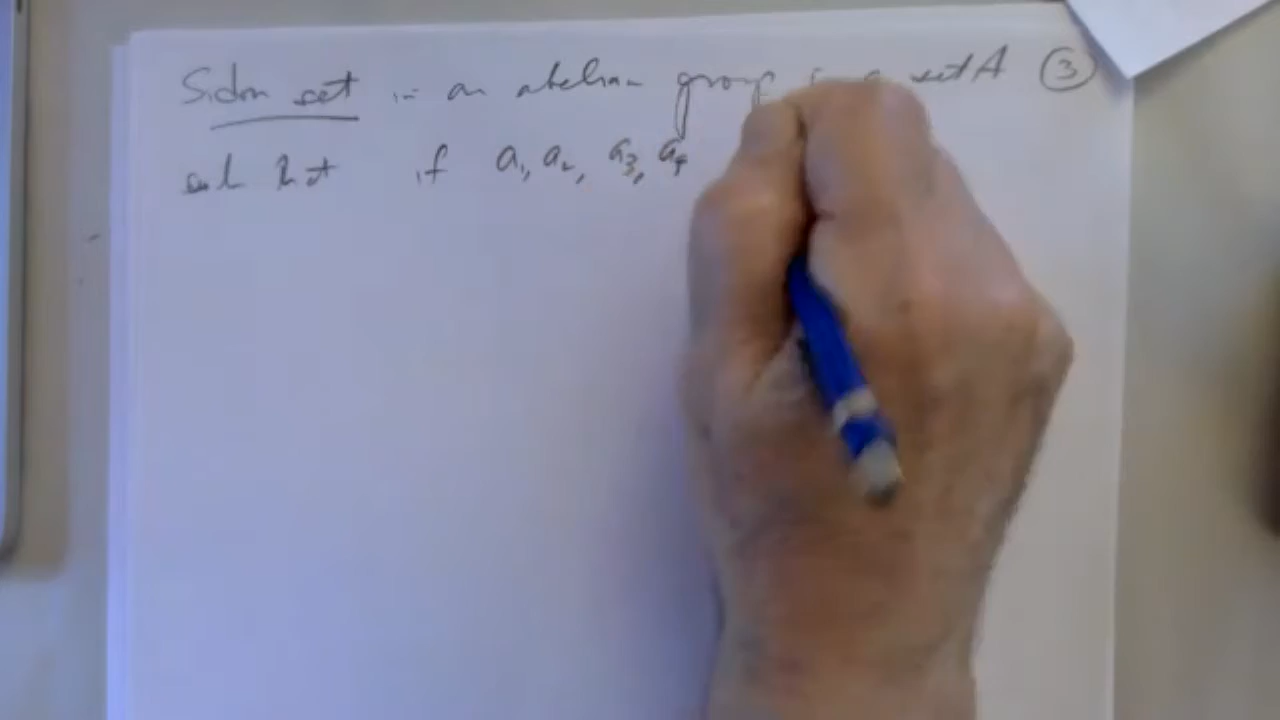 Sidon set in an abelian group is a set A ③
such that if a₁, a₂, a₃, a₄